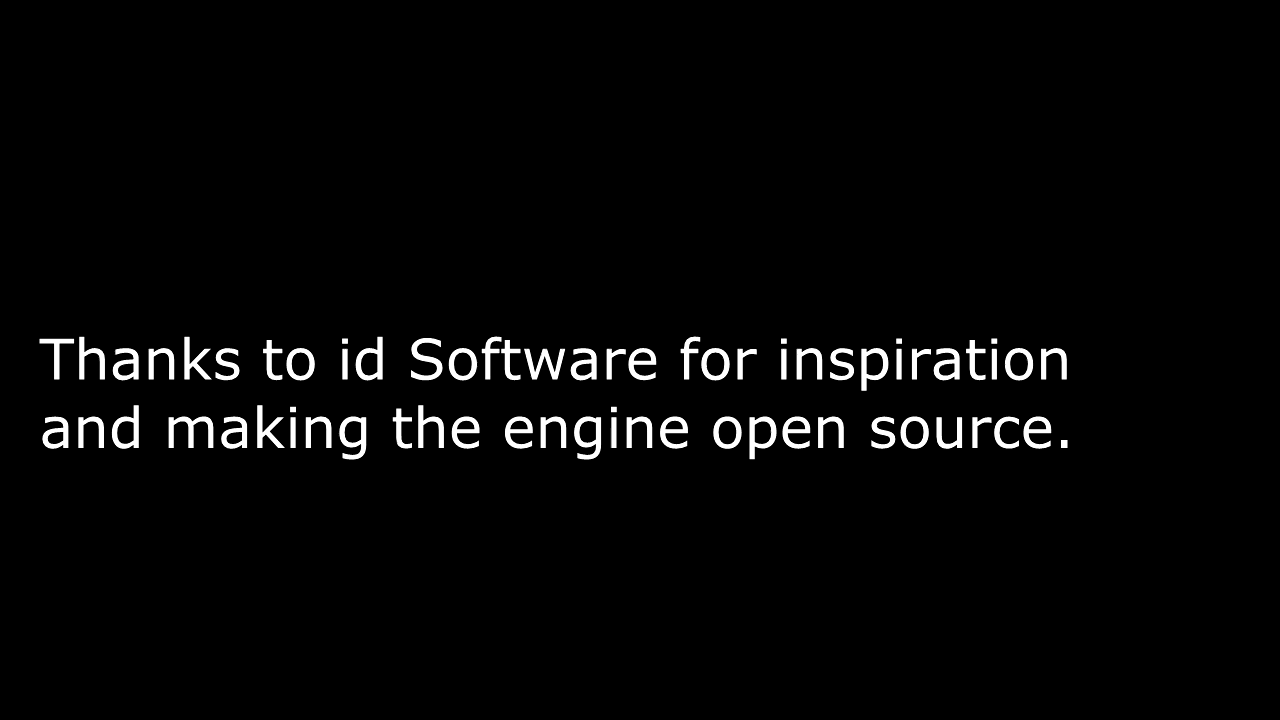 Thanks to id Software for inspiration
and making the engine open source.